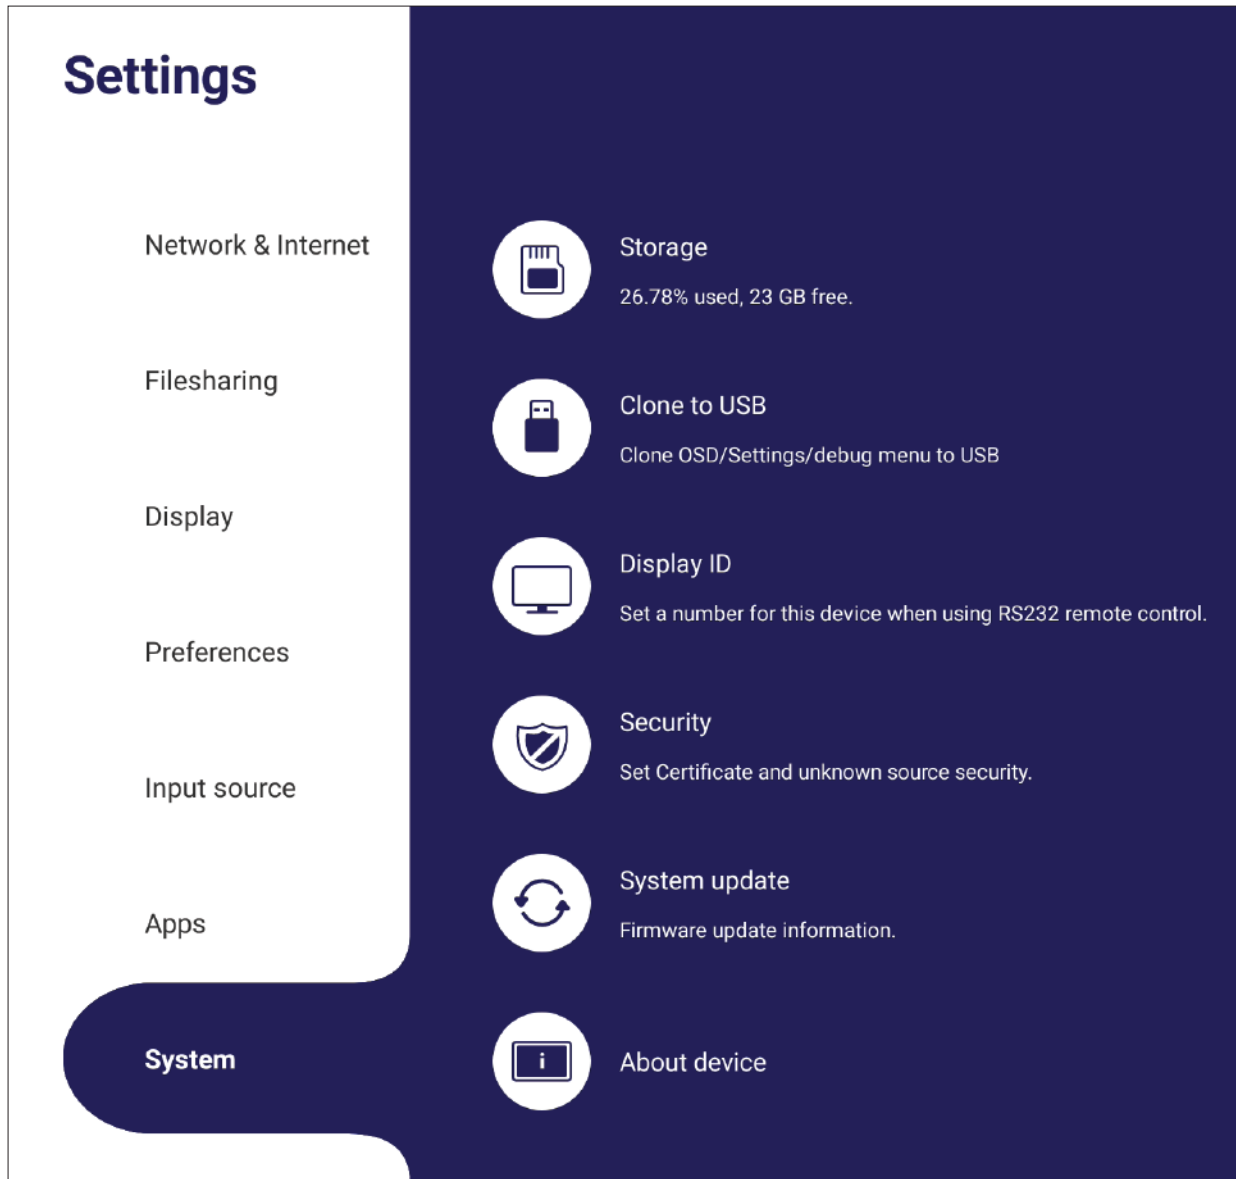 Settings
Network & Internet
Filesharing
Display
Preferences
Input source
Apps
System
Storage
26.78% used, 23 GB free.
Clone to USB
Clone OSD/Settings/debug menu to USB
Display ID
Set a number for this device when using RS232 remote control.
Security
Set Certificate and unknown source security.
System update
Firmware update information.
About device